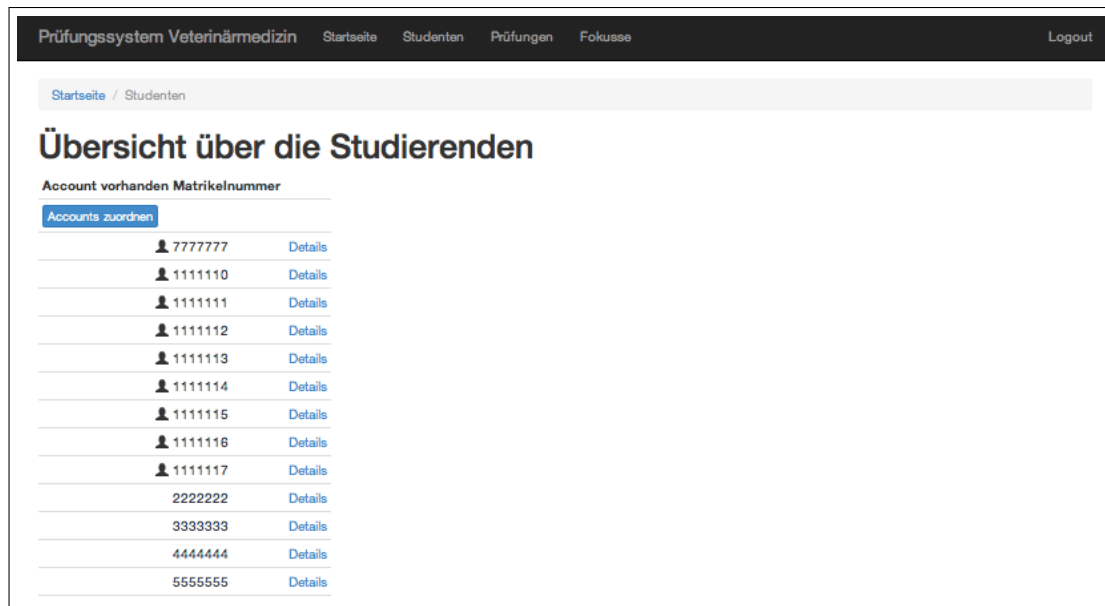 Prüfungssystem Veterinärmedizin Startseite Studenten Prüfungen Fokusse Logout
Startseite / Studenten
Übersicht über die Studierenden
Account vorhanden Matrikelnummer
Accounts zuordnen
7777777 Details
1111110 Details
1111111 Details
1111112 Details
1111113 Details
1111114 Details
1111115 Details
1111116 Details
1111117 Details
2222222 Details
3333333 Details
4444444 Details
5555555 Details